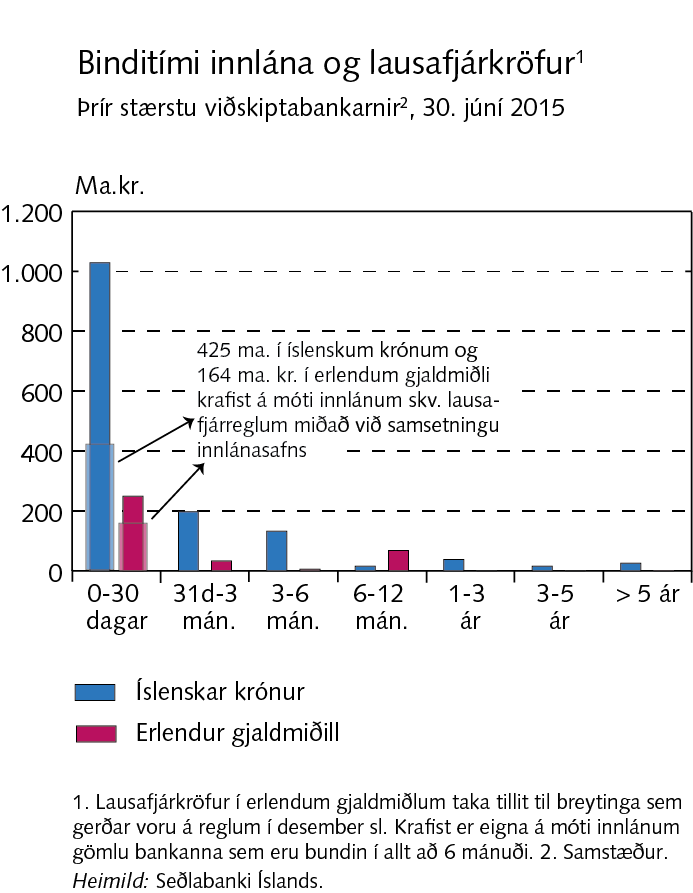 Binditími innlána og lausafjárkröfur¹
Þrír stærstu viðskiptabankarnir², 30. júní 2015
Ma.kr.
1.200
1.000
800
600
400
200
0
425 ma. í íslenskum krónum og
164 ma. kr. í erlendum gjaldmiðli
krafist á móti innlánum skv. lausa-
fjárreglum miðað við samsetningu
innlánasafns
0-30 31d-3 3-6 6-12 1-3 3-5 > 5 ár
dagar mán. mán. mán. ár ár
Íslenskar krónur
Erlendur gjaldmiðill
1. Lausafjárkröfur í erlendum gjaldmiðlum taka tillit til breytinga sem
gerðar voru á reglum í desember sl. Krafist er eigna á móti innlánum
gömlu bankanna sem eru bundin í allt að 6 mánuði. 2. Samstæður.
Heimild: Seðlabanki Íslands.